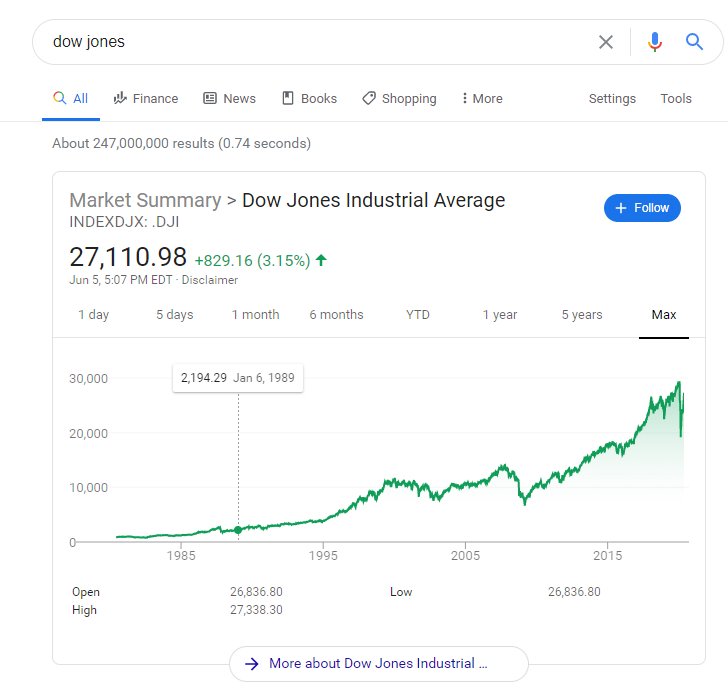 dow jones
All Finance News Books Shopping More Settings Tools
About 247,000,000 results (0.74 seconds)
Market Summary > Dow Jones Industrial Average
INDEXDJX: .DJI
+ Follow
27,110.98 +829.16 (3.15%)
Jun 5, 5:07 PM EDT · Disclaimer
1 day 5 days 1 month 6 months YTD 1 year 5 years Max
2,194.29 Jan 6, 1989
30,000
20,000
10,000
0
1985 1995 2005 2015
Open 26,836.80 Low 26,836.80
High 27,338.30
More about Dow Jones Industrial ...